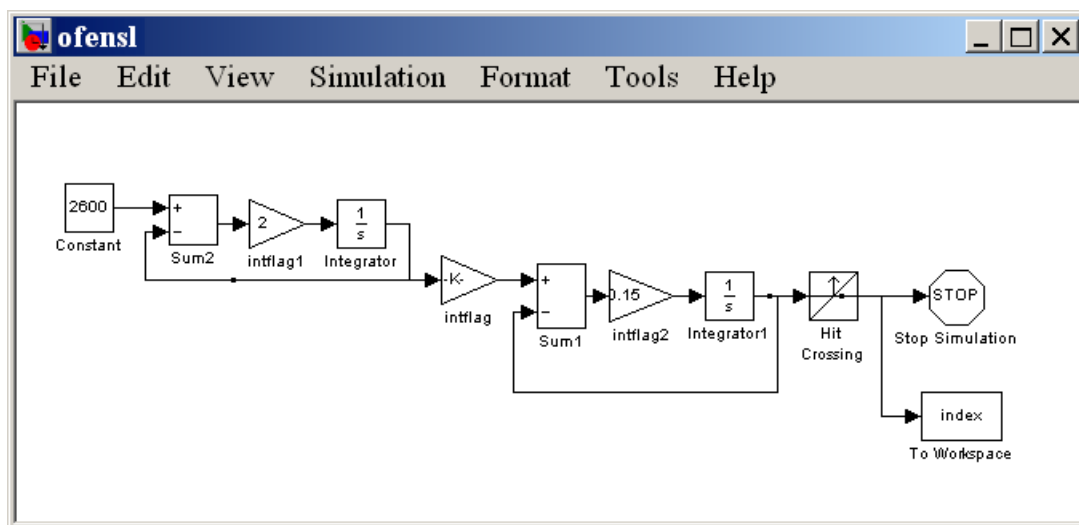 ofensl
File Edit View Simulation Format Tools Help
2600
Constant
+
−
Sum2
2
intflag1
1
s
Integrator
-K-
intflag
+
−
Sum1
0.15
intflag2
1
s
Integrator1
Hit
Crossing
STOP
Stop Simulation
index
To Workspace